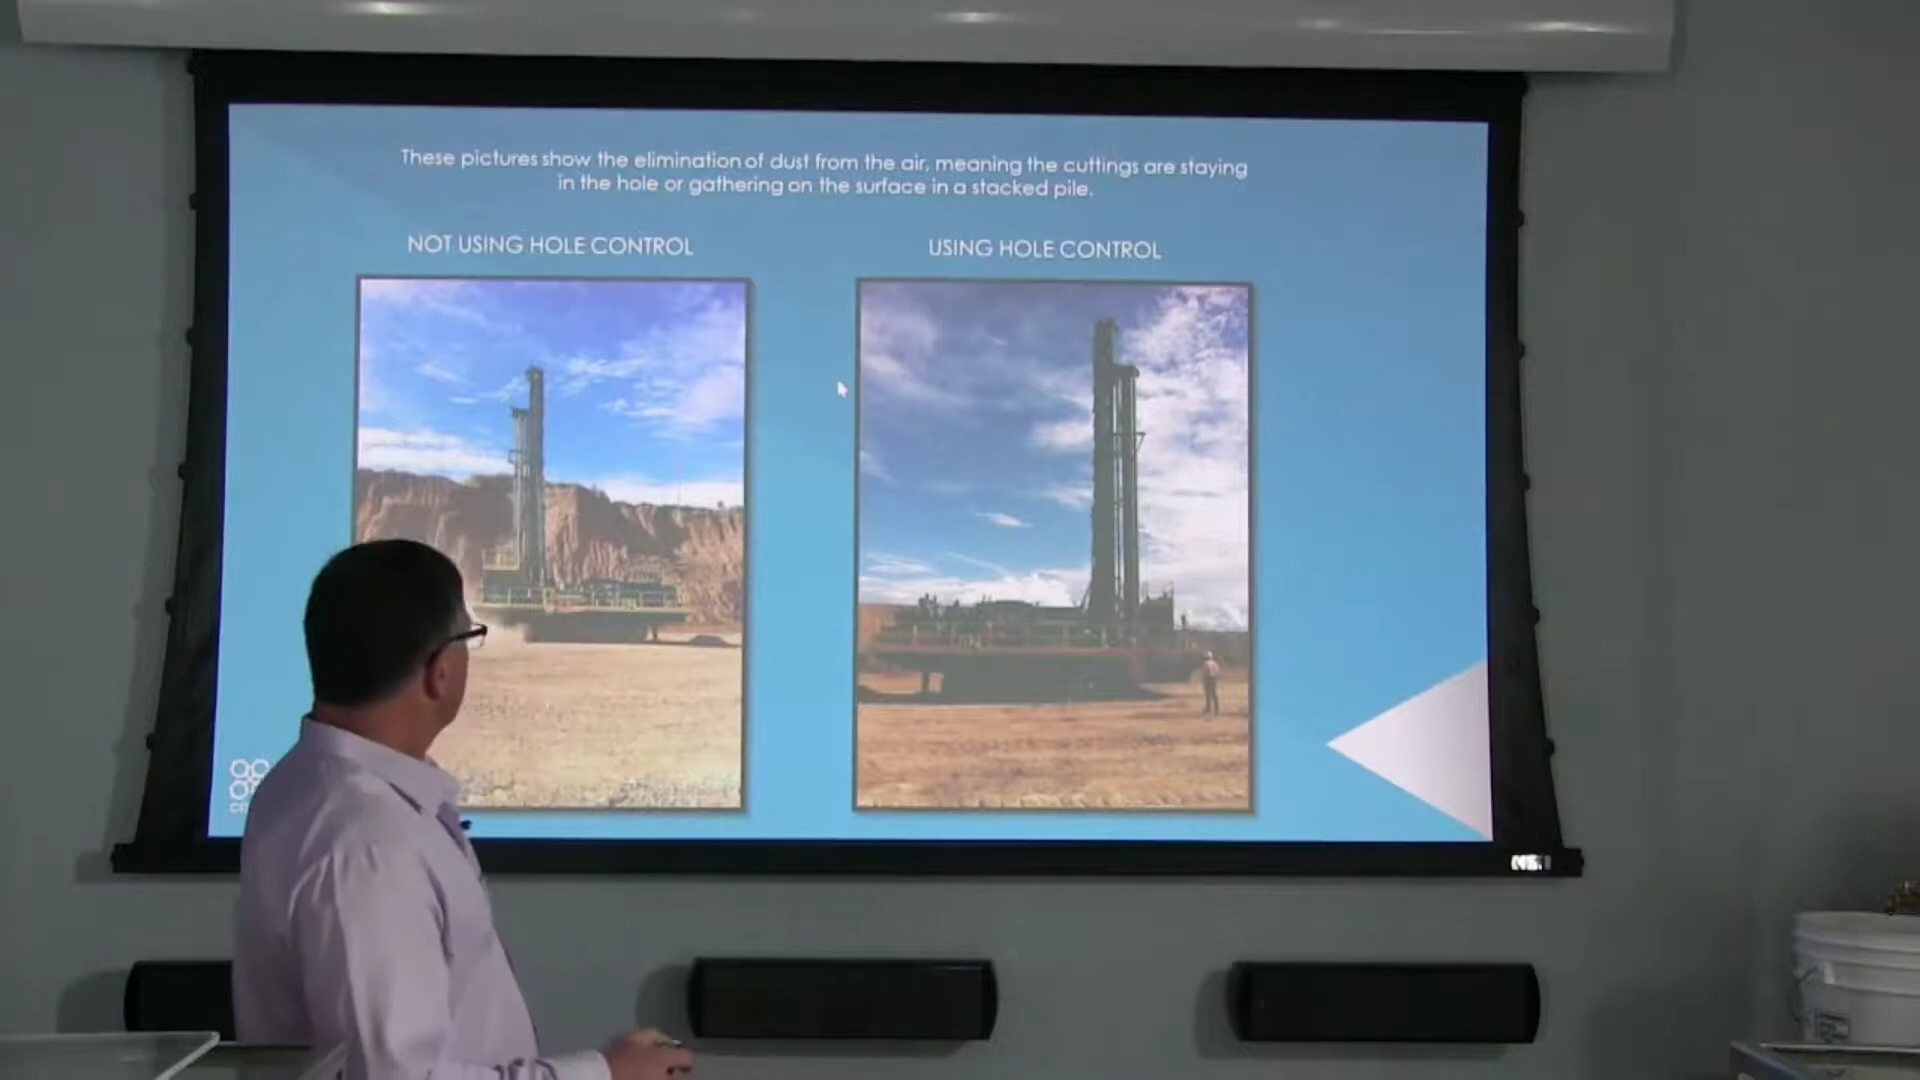 These pictures show the elimination of dust from the air, meaning the cuttings are staying
in the hole or gathering on the surface in a stacked pile.
NOT USING HOLE CONTROL
USING HOLE CONTROL